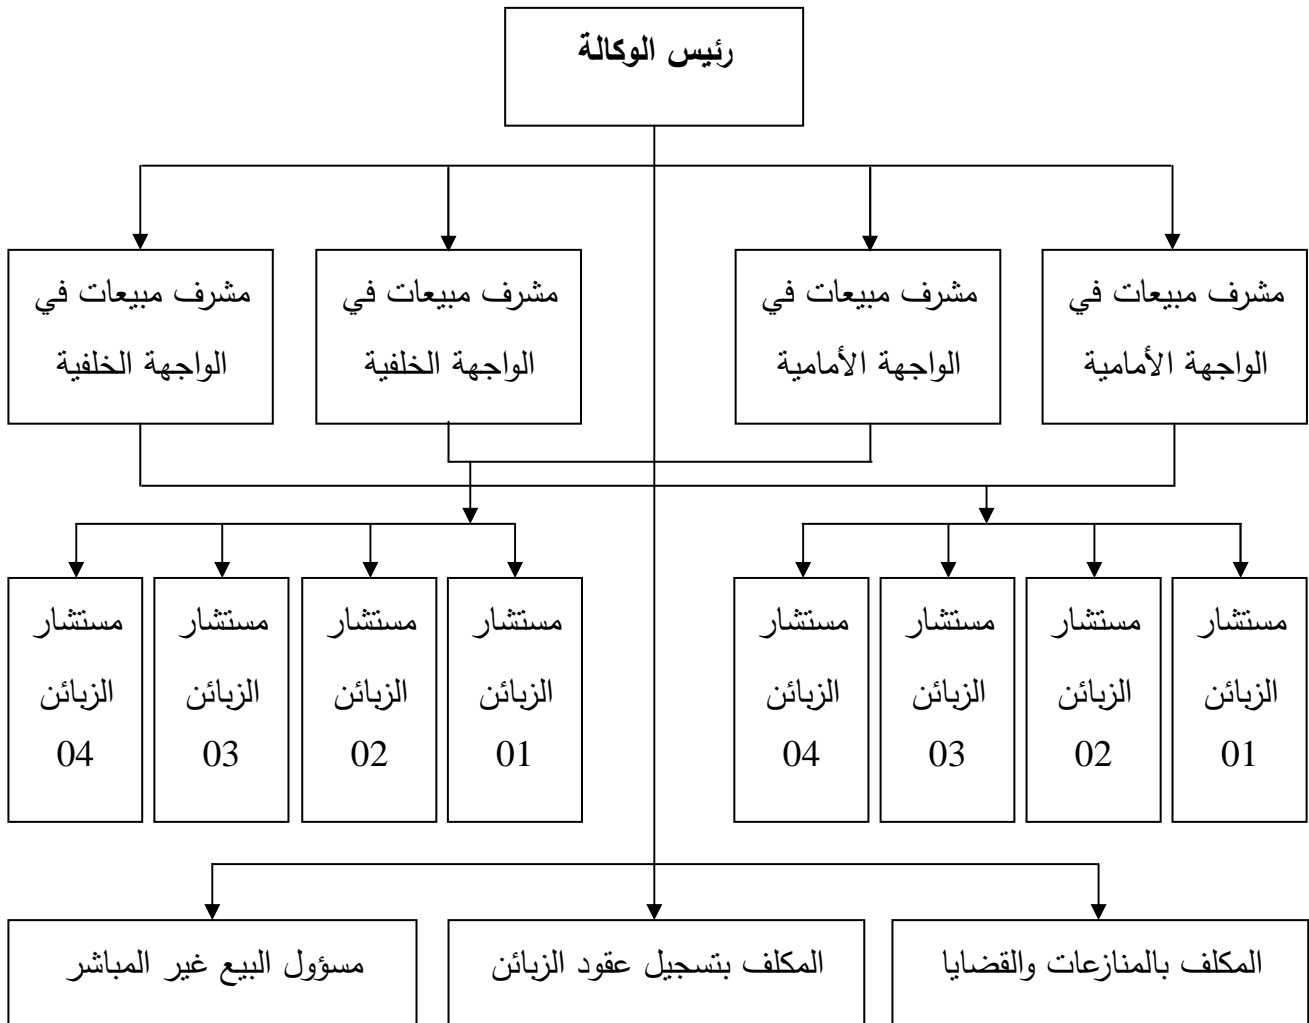 رئيس الوكالة
مشرف مبيعات في
الواجهة الأمامية
مشرف مبيعات في
الواجهة الأمامية
مشرف مبيعات في
الواجهة الخلفية
مشرف مبيعات في
الواجهة الخلفية
مستشار
الزبائن
01
مستشار
الزبائن
02
مستشار
الزبائن
03
مستشار
الزبائن
04
مستشار
الزبائن
01
مستشار
الزبائن
02
مستشار
الزبائن
03
مستشار
الزبائن
04
المكلف بالمنازعات والقضايا
المكلف بتسجيل عقود الزبائن
مسؤول البيع غير المباشر